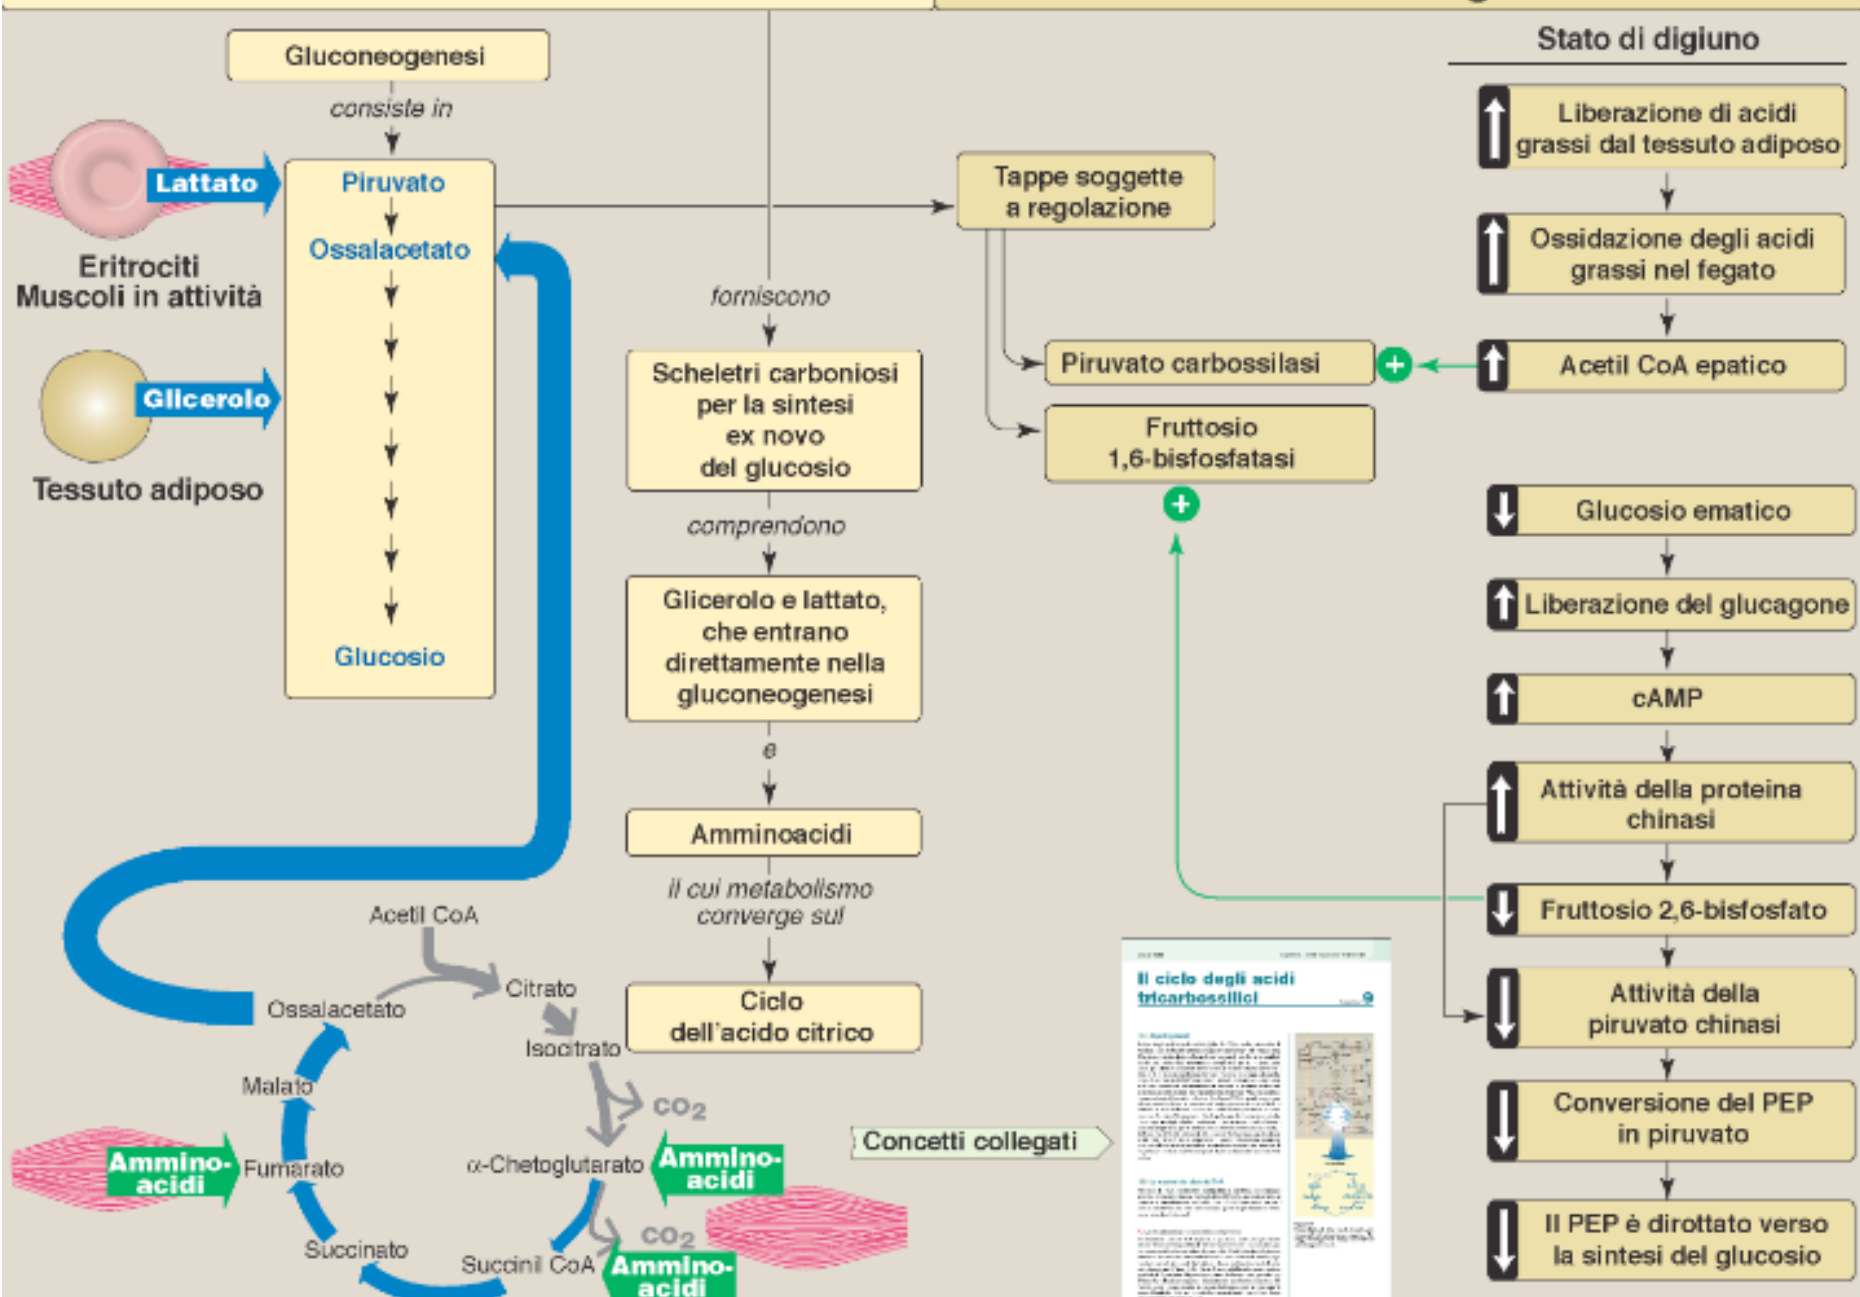 Gluconeogenesi
consiste in
Lattato
Piruvato
Ossalacetato
Eritrociti
Muscoli in attività
Glicerolo
Tessuto adiposo
Glucosio
forniscono
Scheletri carboniosi
per la sintesi
ex novo
del glucosio
comprendono
Glicerolo e lattato,
che entrano
direttamente nella
gluconeogenesi
e
Amminoacidi
il cui metabolismo
converge sul
Ciclo
dell'acido citrico
Tappe soggette
a regolazione
Piruvato carbossilasi
+
Fruttosio
1,6-bisfosfatasi
+
Stato di digiuno
Liberazione di acidi
grassi dal tessuto adiposo
Ossidazione degli acidi
grassi nel fegato
Acetil CoA epatico
Glucosio ematico
Liberazione del glucagone
cAMP
Attività della proteina
chinasi
Fruttosio 2,6-bisfosfato
Attività della
piruvato chinasi
Conversione del PEP
in piruvato
Il PEP è dirottato verso
la sintesi del glucosio
Acetil CoA
Ossalacetato
Citrato
Isocitrato
CO2
Malato
Ammino-
acidi
Fumarato
α-Chetoglutarato
Ammino-
acidi
CO2
Succinato
Succinil CoA
Ammino-
acidi
Concetti collegati
Il ciclo degli acidi
tricarbossilici
9